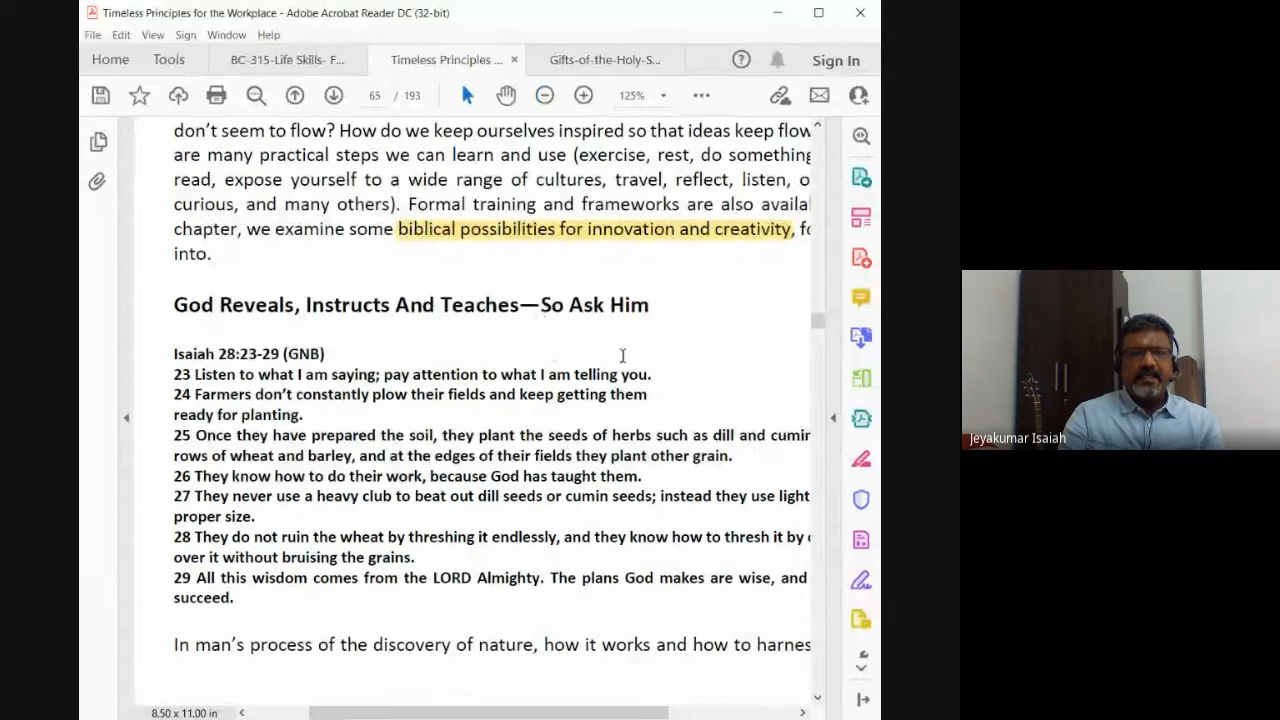 Timeless Principles for the Workplace - Adobe Acrobat Reader DC (32-bit)
File Edit View Sign Window Help
Home Tools BC-315-Life Skills- F... Timeless Principles ... Gifts-of-the-Holy-S... Sign In
65 / 193 125%
don’t seem to flow? How do we keep ourselves inspired so that ideas keep flow
are many practical steps we can learn and use (exercise, rest, do something
read, expose yourself to a wide range of cultures, travel, reflect, listen, o
curious, and many others). Formal training and frameworks are also availa
chapter, we examine some biblical possibilities for innovation and creativity, fo
into.
God Reveals, Instructs And Teaches—So Ask Him
Isaiah 28:23-29 (GNB)
23 Listen to what I am saying; pay attention to what I am telling you.
24 Farmers don’t constantly plow their fields and keep getting them
ready for planting.
25 Once they have prepared the soil, they plant the seeds of herbs such as dill and cumin
rows of wheat and barley, and at the edges of their fields they plant other grain.
26 They know how to do their work, because God has taught them.
27 They never use a heavy club to beat out dill seeds or cumin seeds; instead they use light
proper size.
28 They do not ruin the wheat by threshing it endlessly, and they know how to thresh it by
over it without bruising the grains.
29 All this wisdom comes from the LORD Almighty. The plans God makes are wise, and
succeed.
In man’s process of the discovery of nature, how it works and how to harnes
8.50 x 11.00 in
Jeyakumar Isaiah